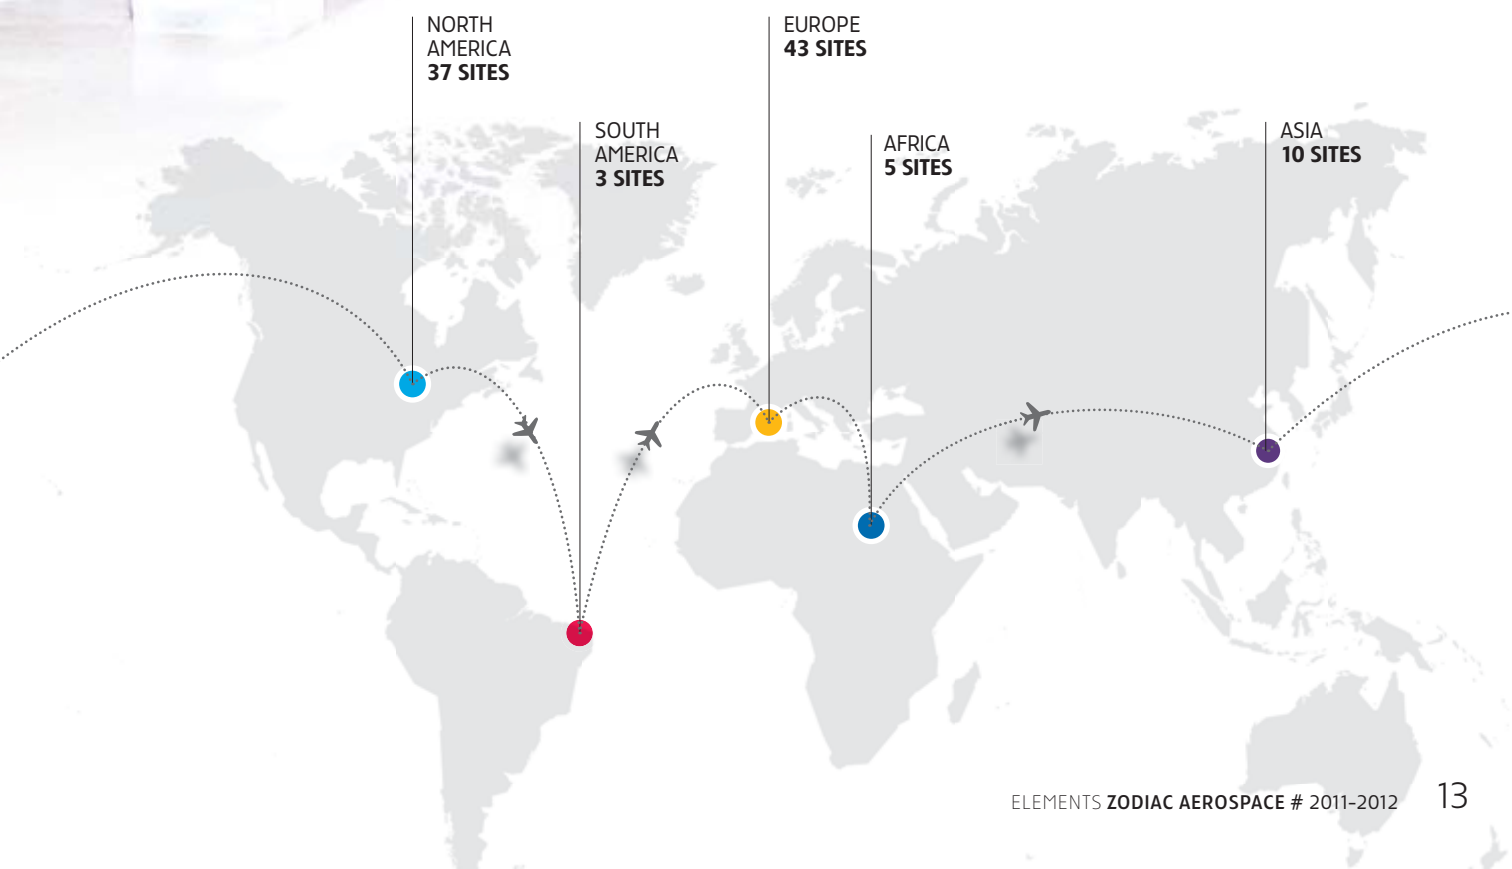 NORTH
AMERICA
37 SITES
SOUTH
AMERICA
3 SITES
EUROPE
43 SITES
AFRICA
5 SITES
ASIA
10 SITES
ELEMENTS ZODIAC AEROSPACE # 2011-2012 13